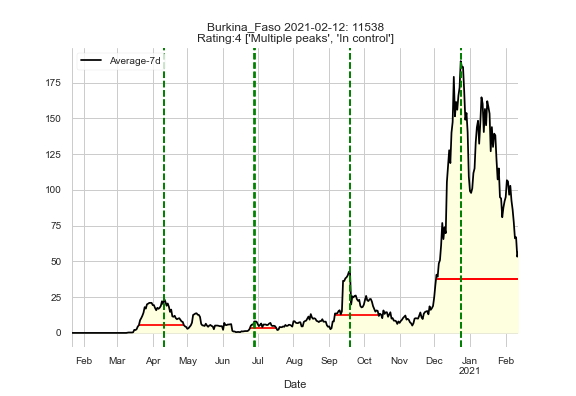 Burkina_Faso 2021-02-12: 11538
Rating:4 ['Multiple peaks', 'In control']
Average-7d
175
150
125
100
75
50
25
0
Feb Mar Apr May Jun Jul Aug Sep Oct Nov Dec Jan Feb
2021
Date